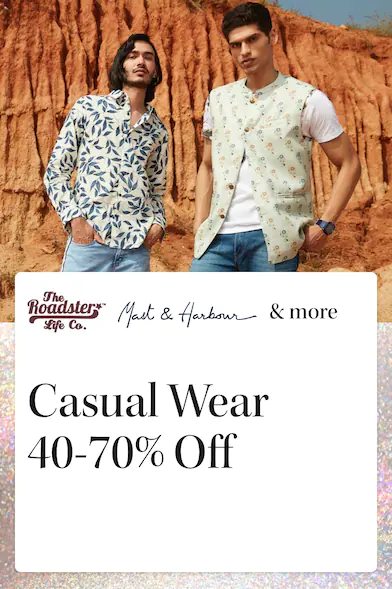 The
Roadster
Life Co.
Mast & Harbour
& more
Casual Wear
40-70% Off